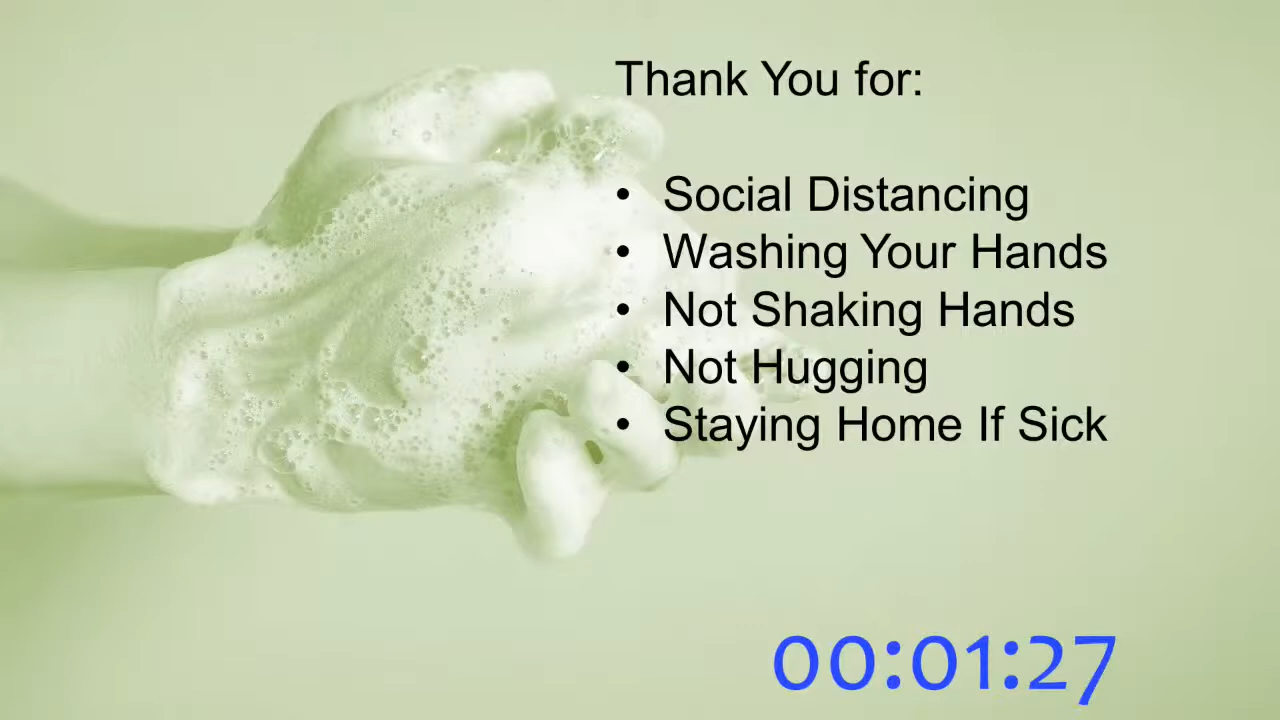 Thank You for:
• Social Distancing
• Washing Your Hands
• Not Shaking Hands
• Not Hugging
• Staying Home If Sick
00:01:27